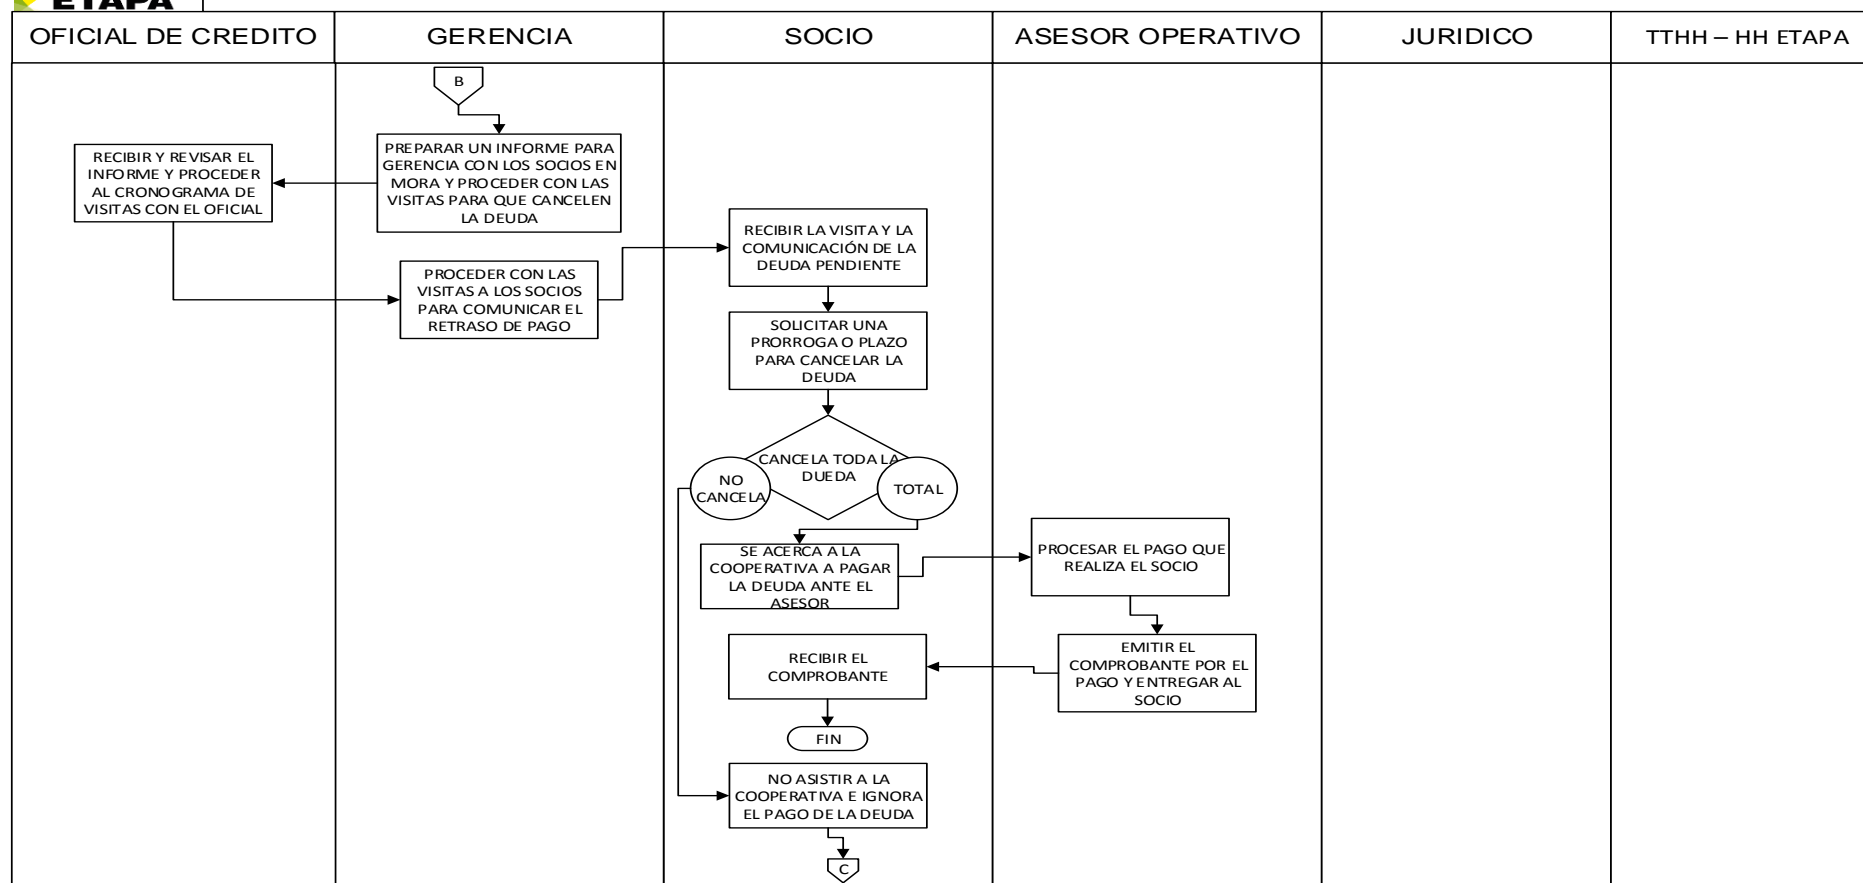 ETAPA
OFICIAL DE CREDITO
GERENCIA
SOCIO
ASESOR OPERATIVO
JURIDICO
TTHH – HH ETAPA
B
PREPARAR UN INFORME PARA
GERENCIA CON LOS SOCIOS EN
MORA Y PROCEDER CON LAS
VISITAS PARA QUE CANCELEN
LA DEUDA
RECIBIR Y REVISAR EL
INFORME Y PROCEDER
AL CRONOGRAMA DE
VISITAS CON EL OFICIAL
PROCEDER CON LAS
VISITAS A LOS SOCIOS
PARA COMUNICAR EL
RETRASO DE PAGO
RECIBIR LA VISITA Y LA
COMUNICACIÓN DE LA
DEUDA PENDIENTE
SOLICITAR UNA
PRORROGA O PLAZO
PARA CANCELAR LA
DEUDA
CANCELA TODA LA
DUEDA
NO
CANCELA
TOTAL
SE ACERCA A LA
COOPERATIVA A PAGAR
LA DEUDA ANTE EL
ASESOR
PROCESAR EL PAGO QUE
REALIZA EL SOCIO
EMITIR EL
COMPROBANTE POR EL
PAGO Y ENTREGAR AL
SOCIO
RECIBIR EL
COMPROBANTE
FIN
NO ASISTIR A LA
COOPERATIVA E IGNORA
EL PAGO DE LA DEUDA
C